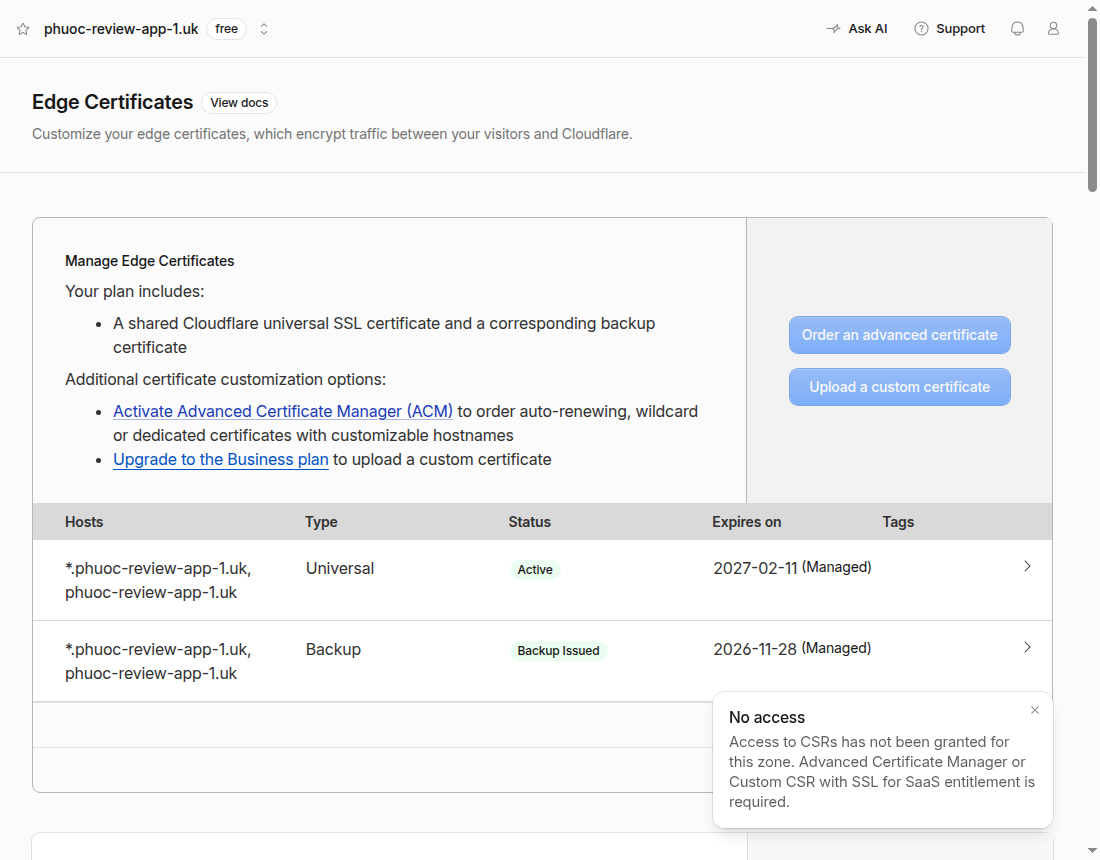 phuoc-review-app-1.uk free Ask AI Support
Edge Certificates View docs
Customize your edge certificates, which encrypt traffic between your visitors and Cloudflare.
Manage Edge Certificates
Your plan includes:
A shared Cloudflare universal SSL certificate and a corresponding backup
certificate
Additional certificate customization options:
Activate Advanced Certificate Manager (ACM) to order auto-renewing, wildcard
or dedicated certificates with customizable hostnames
Upgrade to the Business plan to upload a custom certificate
Order an advanced certificate
Upload a custom certificate
Hosts Type Status Expires on Tags
*.phuoc-review-app-1.uk, Universal Active 2027-02-11 (Managed)
phuoc-review-app-1.uk
*.phuoc-review-app-1.uk, Backup Backup Issued 2026-11-28 (Managed)
phuoc-review-app-1.uk
No access
Access to CSRs has not been granted for
this zone. Advanced Certificate Manager or
Custom CSR with SSL for SaaS entitlement is
required.